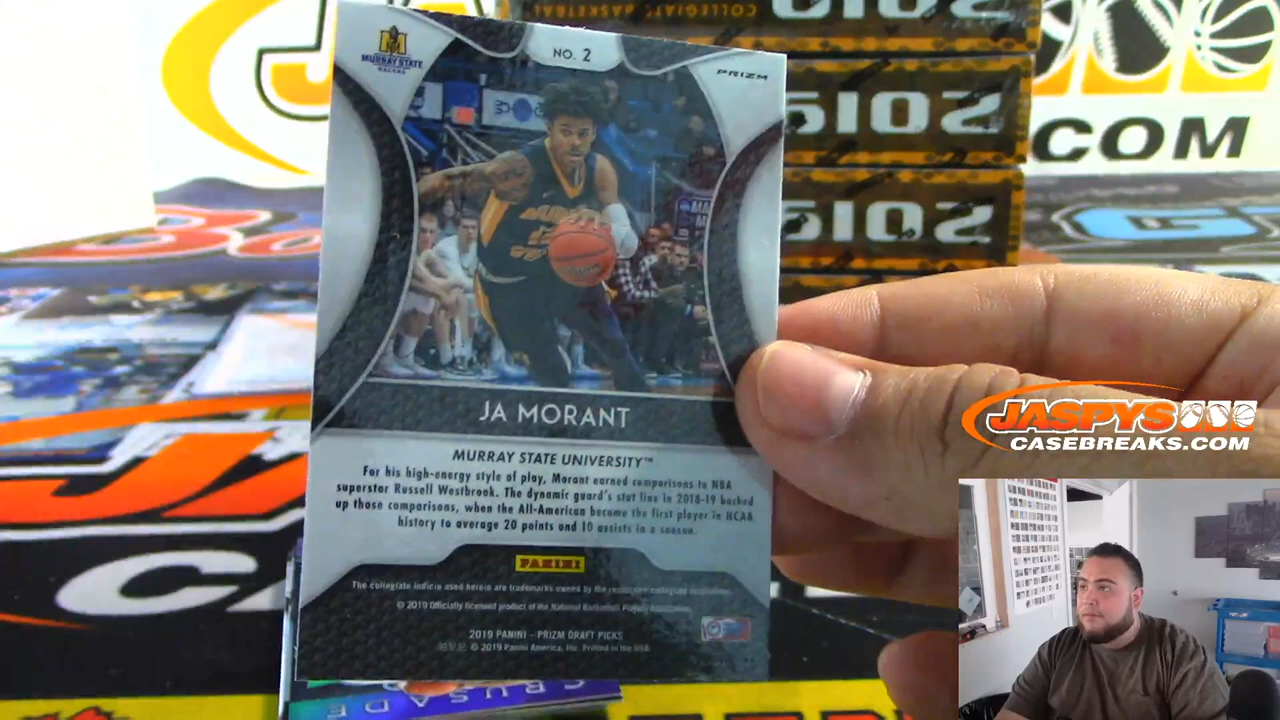 MURRAY STATE
RACERS
NO. 2
PRIZM
JA MORANT
MURRAY STATE UNIVERSITY™
For his high-energy style of play, Morant earned comparisons to NBA
superstar Russell Westbrook. The dynamic guard's stat line in 2018-19 backed
up those comparisons, when the All-American became the first player in NCAA
history to average 20 points and 10 assists in a season.
PANINI
The collegiate indicia used herein are trademarks owned by the respective collegiate institutions.
© 2019 Officially licensed product of the National Basketball Players Association
2019 PANINI - PRIZM DRAFT PICKS
© 2019 Panini America, Inc. Printed in the USA.
COLLEGIATE BASKETBALL
2019
2019
2019
.COM
CRUSADE
JASPYS
CASEBREAKS.COM